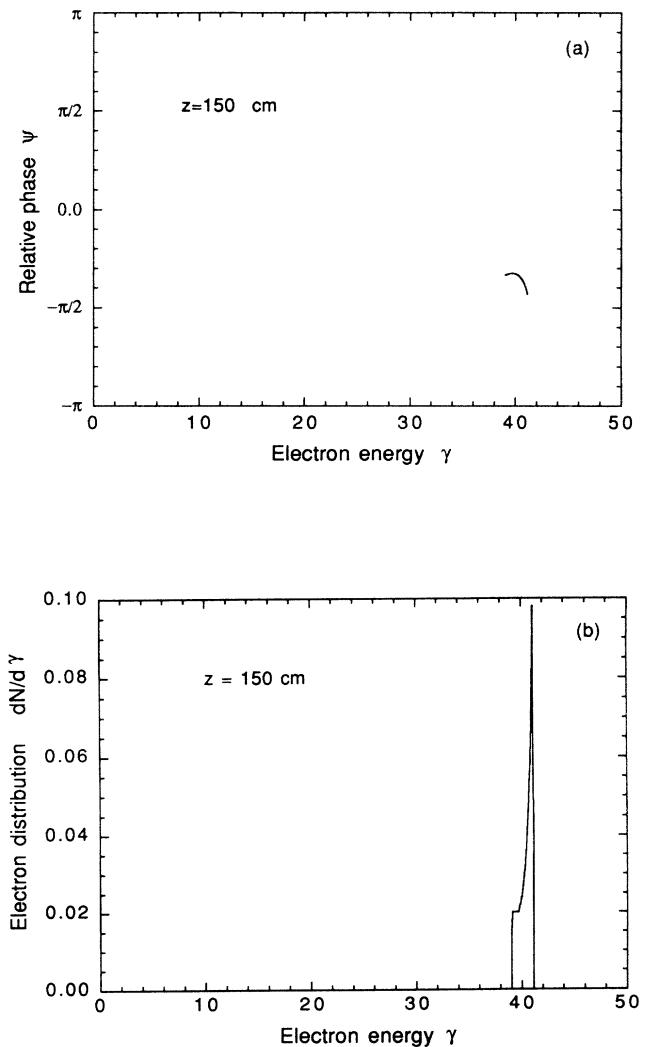 π
(a)
z=150 cm
π/2
Relative phase ψ
0.0
−π/2
−π
0 10 20 30 40 50
Electron energy γ
0.10
(b)
z = 150 cm
0.08
Electron distribution dN/d γ
0.06
0.04
0.02
0.00
0 10 20 30 40 50
Electron energy γ